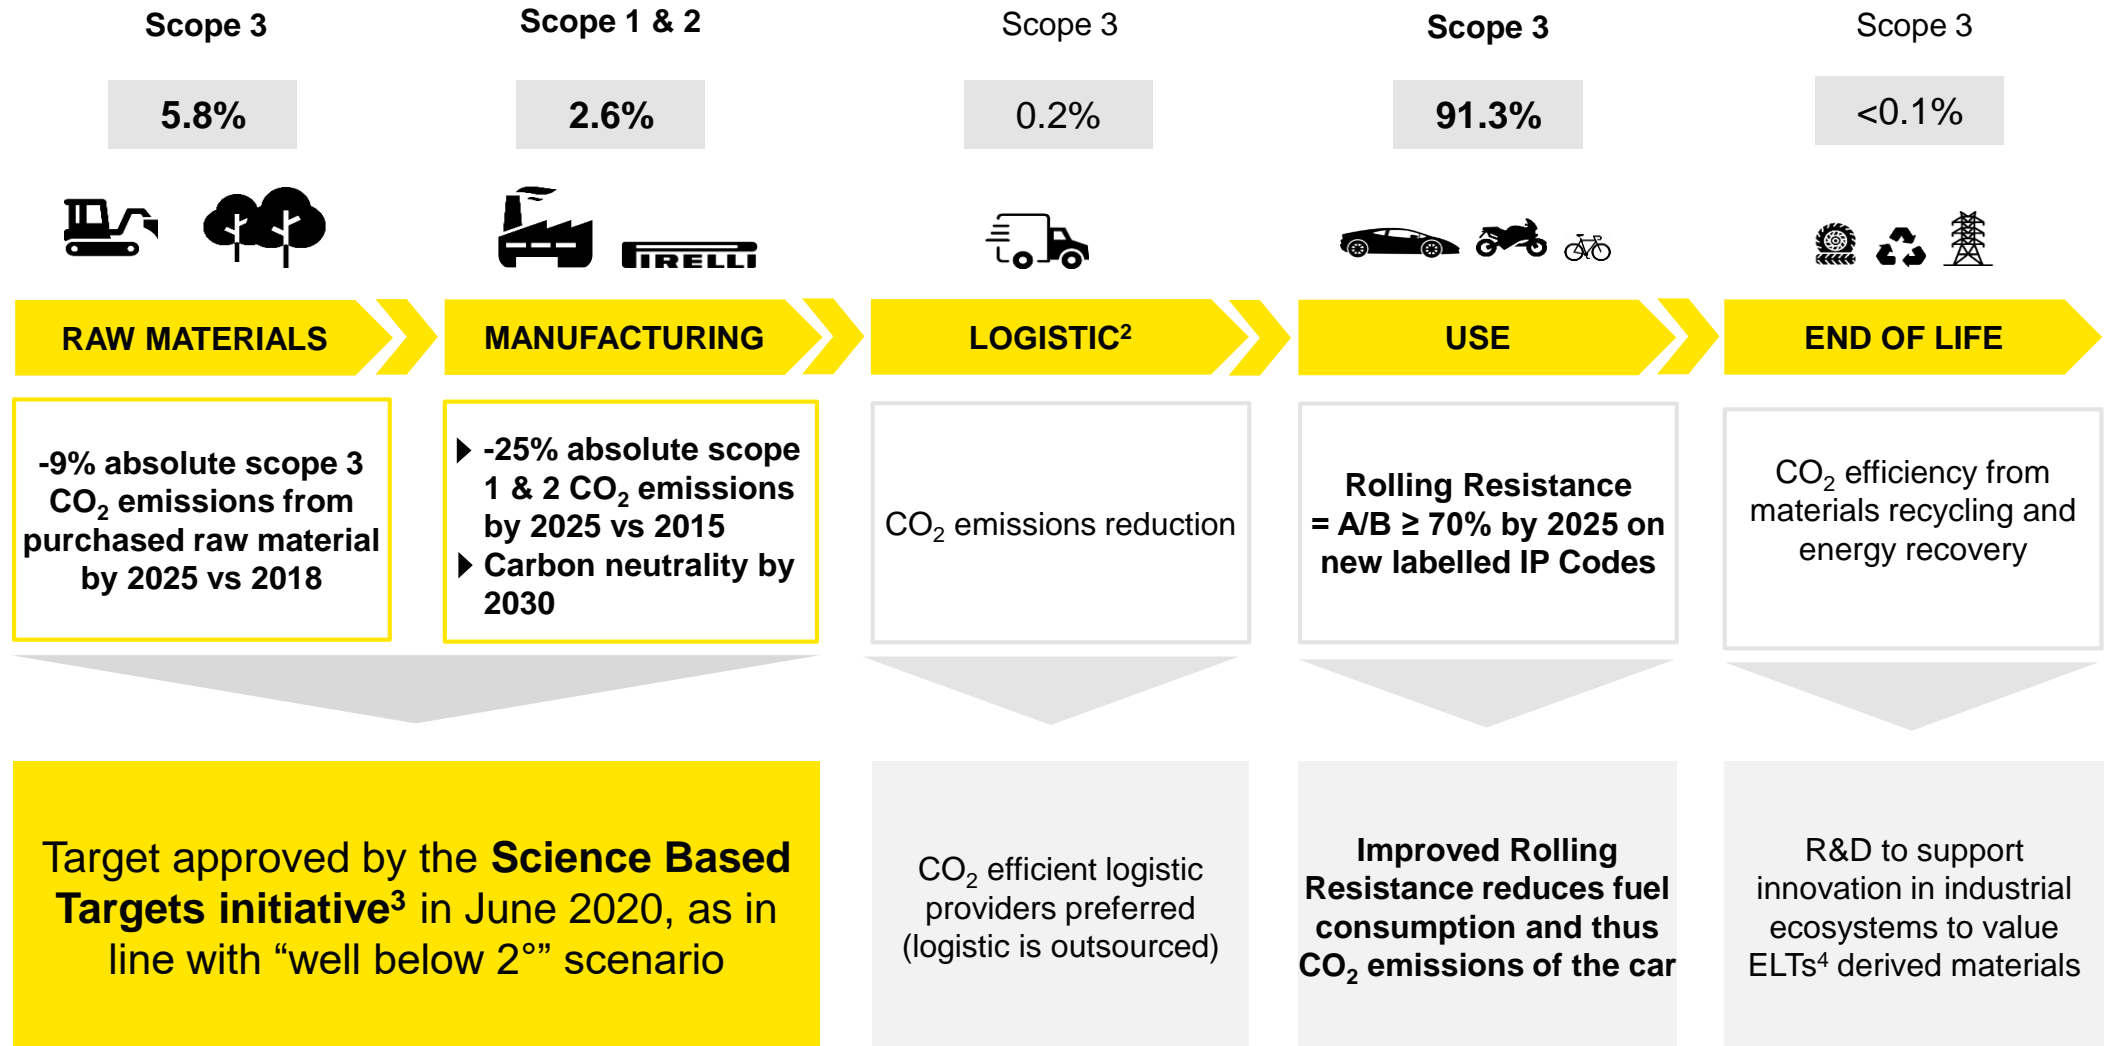 Scope 3
Scope 1 & 2
Scope 3
Scope 3
Scope 3
5.8%
2.6%
0.2%
91.3%
<0.1%
PIRELLI
RAW MATERIALS
MANUFACTURING
LOGISTIC²
USE
END OF LIFE
-9% absolute scope 3
CO₂ emissions from
purchased raw material
by 2025 vs 2018
-25% absolute scope
1 & 2 CO₂ emissions
by 2025 vs 2015
Carbon neutrality by
2030
CO₂ emissions reduction
Rolling Resistance
= A/B ≥ 70% by 2025 on
new labelled IP Codes
CO₂ efficiency from
materials recycling and
energy recovery
Target approved by the Science Based
Targets initiative³ in June 2020, as in
line with “well below 2°” scenario
CO₂ efficient logistic
providers preferred
(logistic is outsourced)
Improved Rolling
Resistance reduces fuel
consumption and thus
CO₂ emissions of the car
R&D to support
innovation in industrial
ecosystems to value
ELTs⁴ derived materials